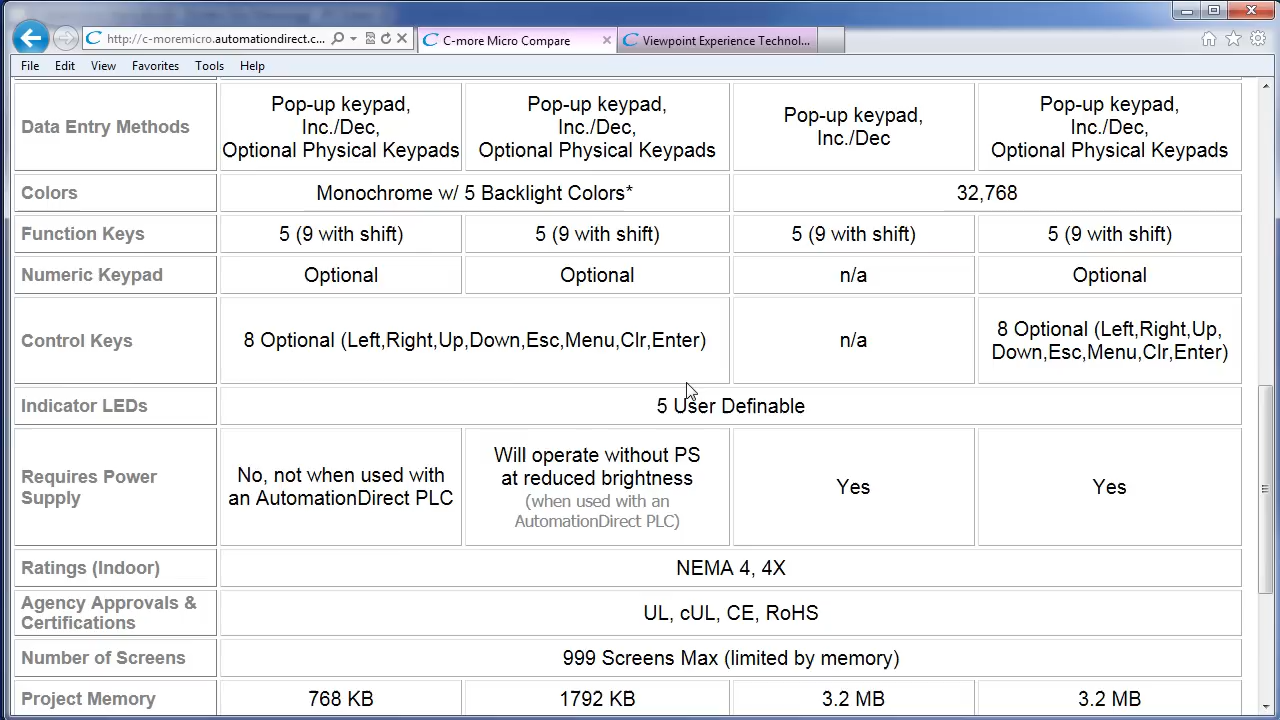 http://c-moremicro.automationdirect.c...
C-more Micro Compare
Viewpoint Experience Technol...
File Edit View Favorites Tools Help
Data Entry Methods
Pop-up keypad,
Inc./Dec,
Optional Physical Keypads
Pop-up keypad,
Inc./Dec,
Optional Physical Keypads
Pop-up keypad,
Inc./Dec
Pop-up keypad,
Inc./Dec,
Optional Physical Keypads
Colors
Monochrome w/ 5 Backlight Colors*
32,768
Function Keys
5 (9 with shift)
5 (9 with shift)
5 (9 with shift)
5 (9 with shift)
Numeric Keypad
Optional
Optional
n/a
Optional
Control Keys
8 Optional (Left,Right,Up,Down,Esc,Menu,Clr,Enter)
n/a
8 Optional (Left,Right,Up,
Down,Esc,Menu,Clr,Enter)
Indicator LEDs
5 User Definable
Requires Power
Supply
No, not when used with
an AutomationDirect PLC
Will operate without PS
at reduced brightness
(when used with an
AutomationDirect PLC)
Yes
Yes
Ratings (Indoor)
NEMA 4, 4X
Agency Approvals &
Certifications
UL, cUL, CE, RoHS
Number of Screens
999 Screens Max (limited by memory)
Project Memory
768 KB
1792 KB
3.2 MB
3.2 MB